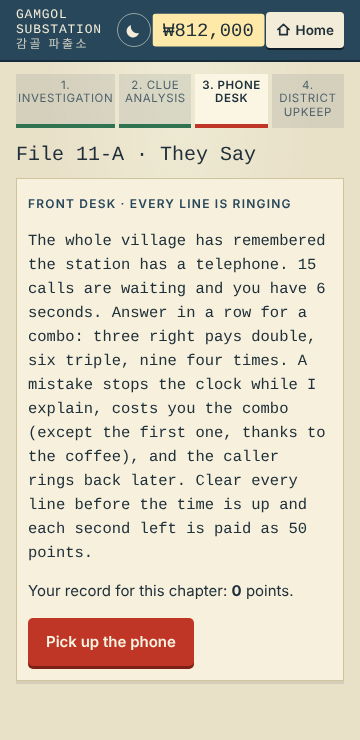 GAMGOL
SUBSTATION
감골 파출소
₩812,000
Home
1.
INVESTIGATION
2. CLUE
ANALYSIS
3. PHONE
DESK
4.
DISTRICT
UPKEEP
File 11-A · They Say
FRONT DESK · EVERY LINE IS RINGING
The whole village has remembered
the station has a telephone. 15
calls are waiting and you have 6
seconds. Answer in a row for a
combo: three right pays double,
six triple, nine four times. A
mistake stops the clock while I
explain, costs you the combo
(except the first one, thanks to
the coffee), and the caller
rings back later. Clear every
line before the time is up and
each second left is paid as 50
points.
Your record for this chapter: 0 points.
Pick up the phone